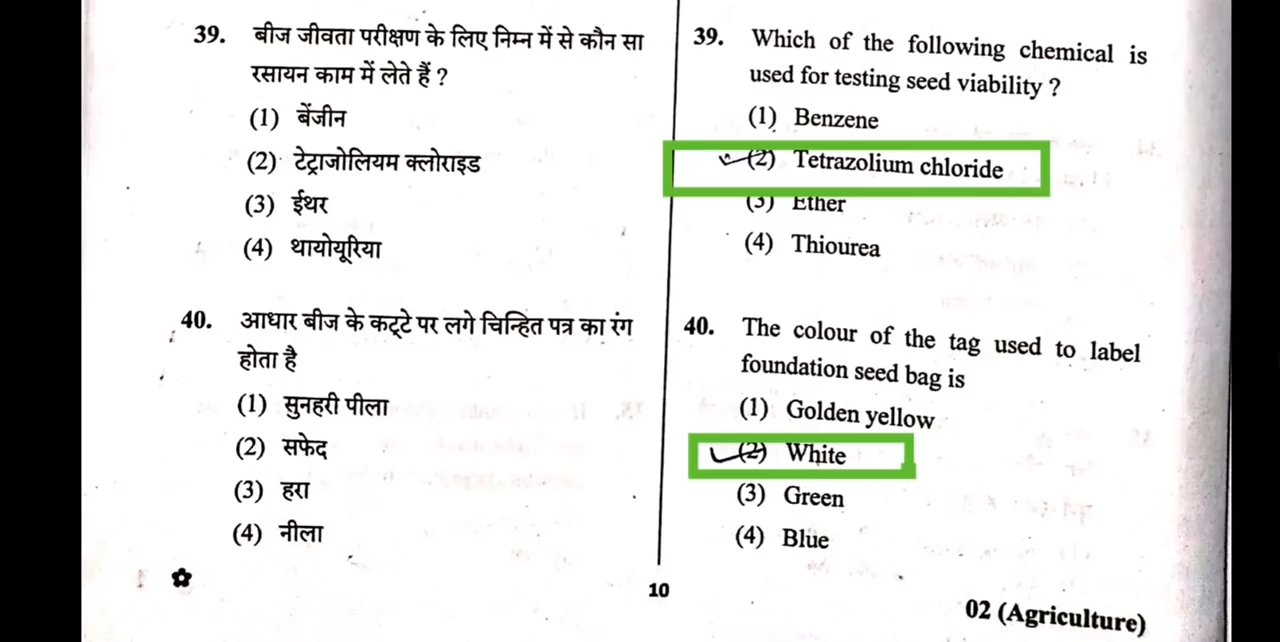 39. बीज जीवता परीक्षण के लिए निम्न में से कौन सा
रसायन काम में लेते हैं ?
(1) बेंजीन
(2) टेट्राजोलियम क्लोराइड
(3) ईथर
(4) थायोयूरिया
40. आधार बीज के कट्टे पर लगे चिन्हित पत्र का रंग
होता है
(1) सुनहरी पीला
(2) सफेद
(3) हरा
(4) नीला
39. Which of the following chemical is
used for testing seed viability ?
(1) Benzene
(2) Tetrazolium chloride
(3) Ether
(4) Thiourea
40. The colour of the tag used to label
foundation seed bag is
(1) Golden yellow
(2) White
(3) Green
(4) Blue
10
02 (Agriculture)